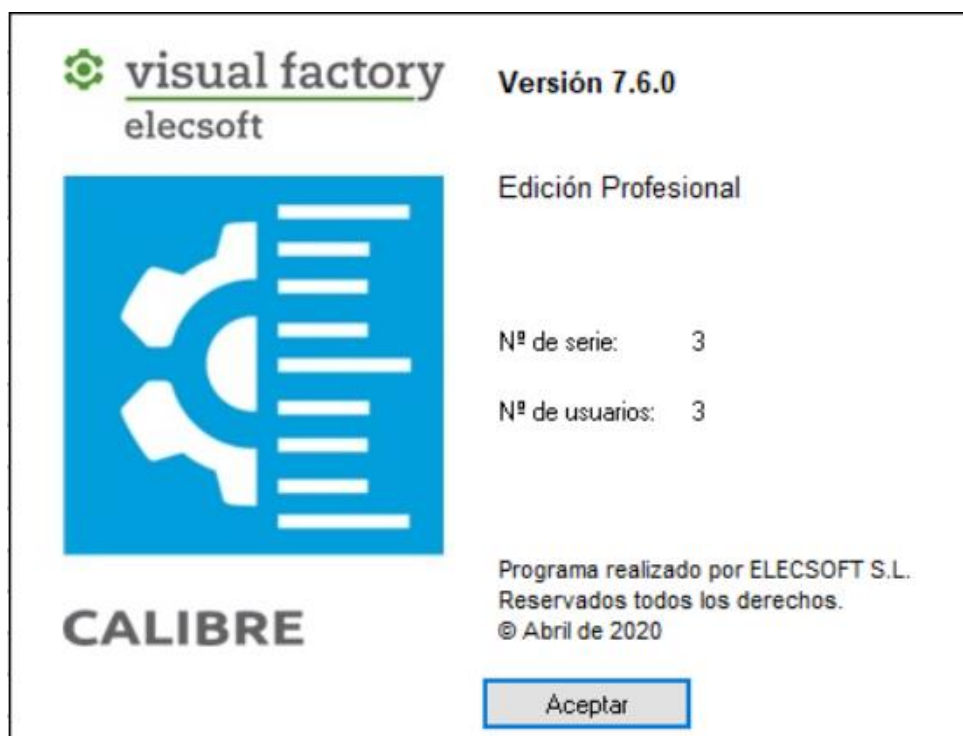 visual factory
elecsoft
CALIBRE
Versión 7.6.0
Edición Profesional
Nº de serie: 3
Nº de usuarios: 3
Programa realizado por ELECSOFT S.L.
Reservados todos los derechos.
© Abril de 2020
Aceptar